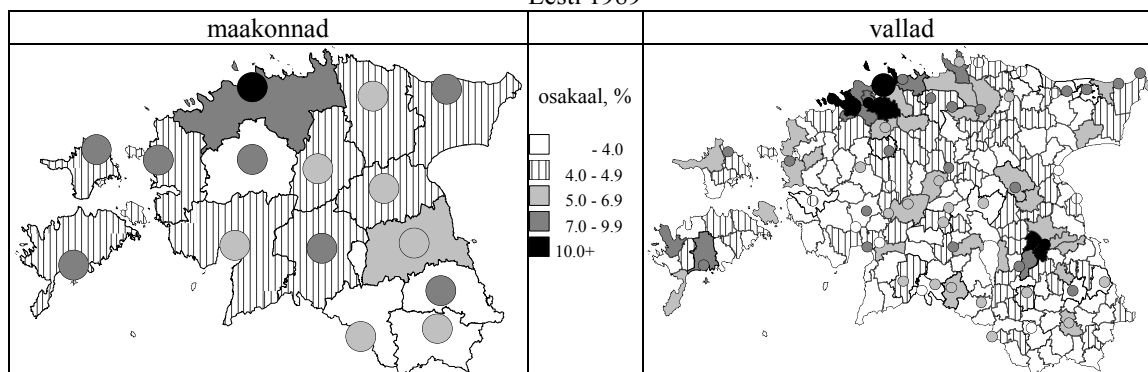 Eesti 1989
maakonnad
vallad
osakaal, %
- 4.0
4.0 - 4.9
5.0 - 6.9
7.0 - 9.9
10.0+